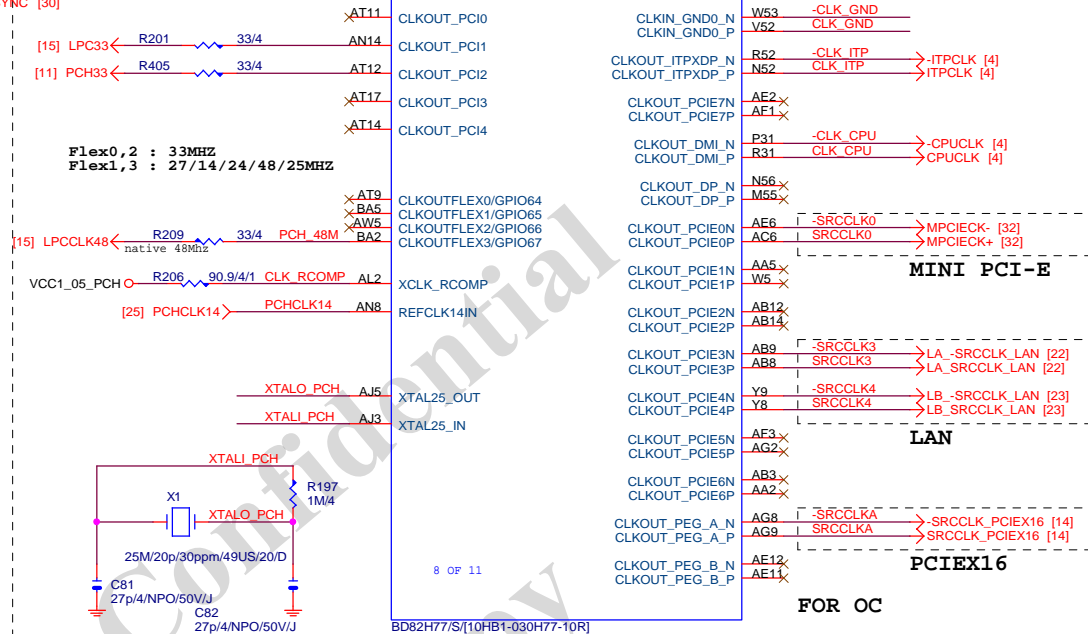 SYNC [30]
AT11 CLKOUT_PCI0
[15] LPC33 R201 33/4 AN14 CLKOUT_PCI1
[11] PCH33 R405 33/4 AT12 CLKOUT_PCI2
AT17 CLKOUT_PCI3
AT14 CLKOUT_PCI4
Flex0,2 : 33MHZ
Flex1,3 : 27/14/24/48/25MHZ
AT9 CLKOUTFLEX0/GPIO64
BA5 CLKOUTFLEX1/GPIO65
AW5 CLKOUTFLEX2/GPIO66
[15] LPCCLK48 R209 33/4 PCH_48M BA2 CLKOUTFLEX3/GPIO67
native 48Mhz
VCC1_05_PCH R206 90.9/4/1 CLK_RCOMP AL2 XCLK_RCOMP
[25] PCHCLK14 PCHCLK14 AN8 REFCLK14IN
XTALO_PCH AJ5 XTAL25_OUT
XTALI_PCH AJ3 XTAL25_IN
XTALI_PCH
R197
1M/4
X1
XTALO_PCH
25M/20p/30ppm/49US/20/D
C81
27p/4/NPO/50V/J
C82
27p/4/NPO/50V/J
8 OF 11
BD82H77/S/[10HB1-030H77-10R]
CLKIN_GND0_N W53 -CLK_GND
CLKIN_GND0_P V52 CLK_GND
CLKOUT_ITPXDP_N R52 -CLK_ITP -ITPCLK [4]
CLKOUT_ITPXDP_P N52 CLK_ITP ITPCLK [4]
CLKOUT_PCIE7N AE2
CLKOUT_PCIE7P AF1
CLKOUT_DMI_N P31 -CLK_CPU -CPUCLK [4]
CLKOUT_DMI_P R31 CLK_CPU CPUCLK [4]
CLKOUT_DP_N N56
CLKOUT_DP_P M55
CLKOUT_PCIE0N AE6 -SRCCLK0 MPCIECK- [32]
CLKOUT_PCIE0P AC6 SRCCLK0 MPCIECK+ [32]
MINI PCI-E
CLKOUT_PCIE1N AA5
CLKOUT_PCIE1P W5
CLKOUT_PCIE2N AB12
CLKOUT_PCIE2P AB14
CLKOUT_PCIE3N AB9 -SRCCLK3 LA_-SRCCLK_LAN [22]
CLKOUT_PCIE3P AB8 SRCCLK3 LA_SRCCLK_LAN [22]
CLKOUT_PCIE4N Y9 -SRCCLK4 LB_-SRCCLK_LAN [23]
CLKOUT_PCIE4P Y8 SRCCLK4 LB_SRCCLK_LAN [23]
LAN
CLKOUT_PCIE5N AF3
CLKOUT_PCIE5P AG2
CLKOUT_PCIE6N AB3
CLKOUT_PCIE6P AA2
CLKOUT_PEG_A_N AG8 -SRCCLKA -SRCCLK_PCIEX16 [14]
CLKOUT_PEG_A_P AG9 SRCCLKA SRCCLK_PCIEX16 [14]
PCIEX16
CLKOUT_PEG_B_N AE12
CLKOUT_PEG_B_P AE11
FOR OC
Confidential